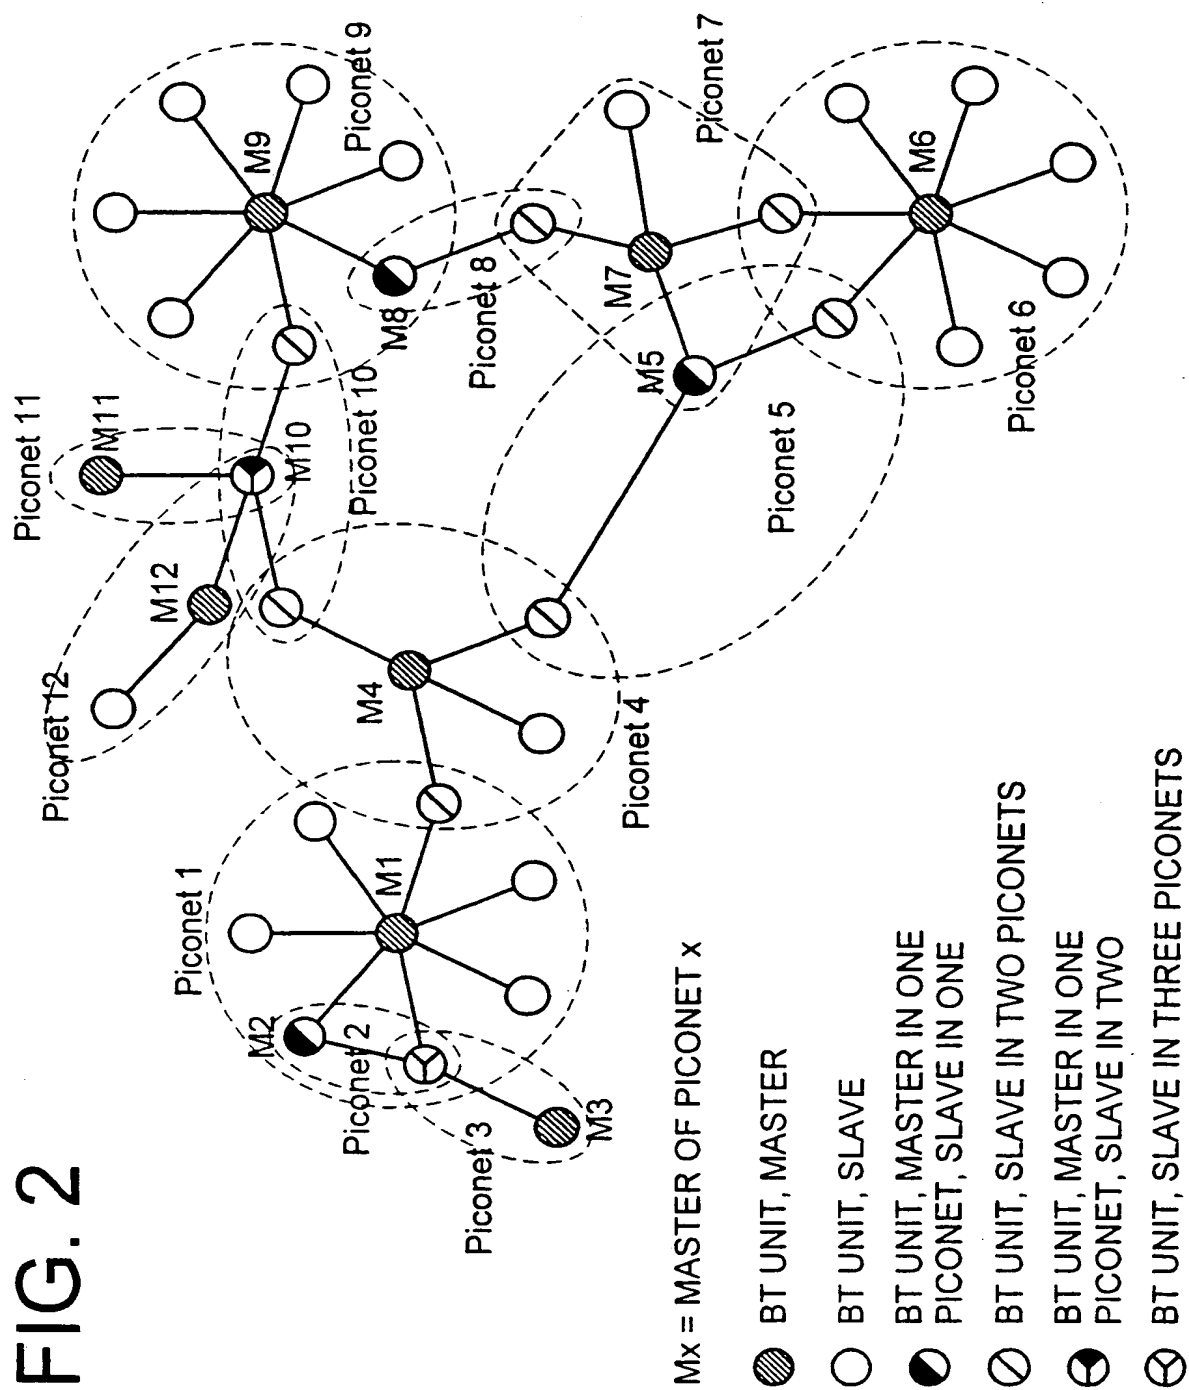 FIG. 2
Piconet 1
Piconet 2
Piconet 3
Piconet 4
Piconet 5
Piconet 6
Piconet 7
Piconet 8
Piconet 9
Piconet 10
Piconet 11
Piconet 12
M1
M2
M3
M4
M5
M6
M7
M8
M9
M10
M11
M12
Mx = MASTER OF PICONET x
BT UNIT, MASTER
BT UNIT, SLAVE
BT UNIT, MASTER IN ONE
PICONET, SLAVE IN ONE
BT UNIT, SLAVE IN TWO PICONETS
BT UNIT, MASTER IN ONE
PICONET, SLAVE IN TWO
BT UNIT, SLAVE IN THREE PICONETS